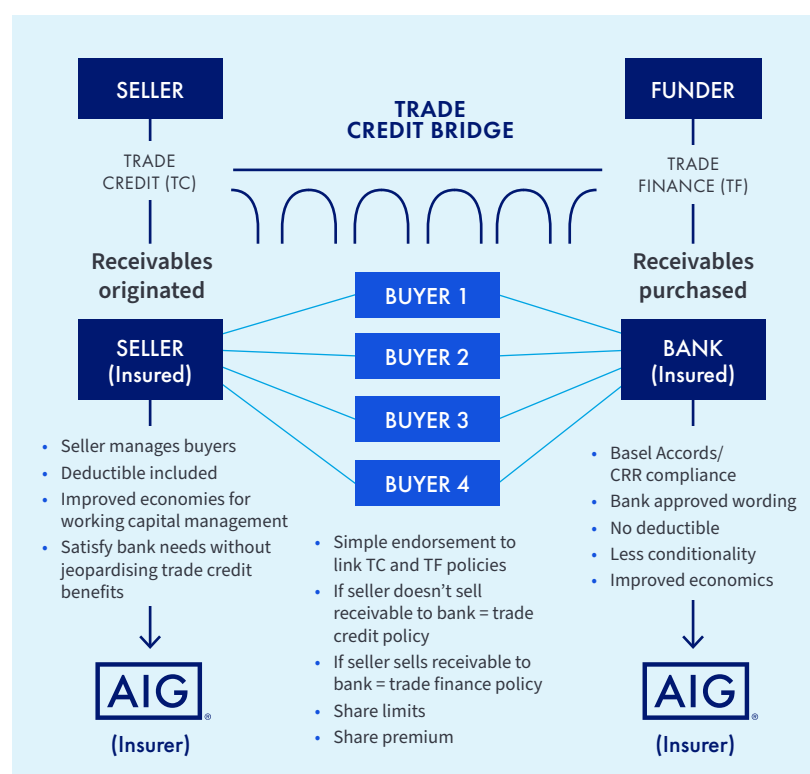 SELLER
TRADE
CREDIT (TC)
Receivables
originated
TRADE
CREDIT BRIDGE
FUNDER
TRADE
FINANCE (TF)
Receivables
purchased
SELLER
(Insured)
BUYER 1
BUYER 2
BUYER 3
BUYER 4
BANK
(Insured)
• Seller manages buyers
• Deductible included
• Improved economies for
working capital management
• Satisfy bank needs without
jeopardising trade credit
benefits
AIG®
(Insurer)
• Simple endorsement to
link TC and TF policies
• If seller doesn’t sell
receivable to bank = trade
credit policy
• If seller sells receivable to
bank = trade finance policy
• Share limits
• Share premium
• Basel Accords/
CRR compliance
• Bank approved wording
• No deductible
• Less conditionality
• Improved economics
AIG®
(Insurer)